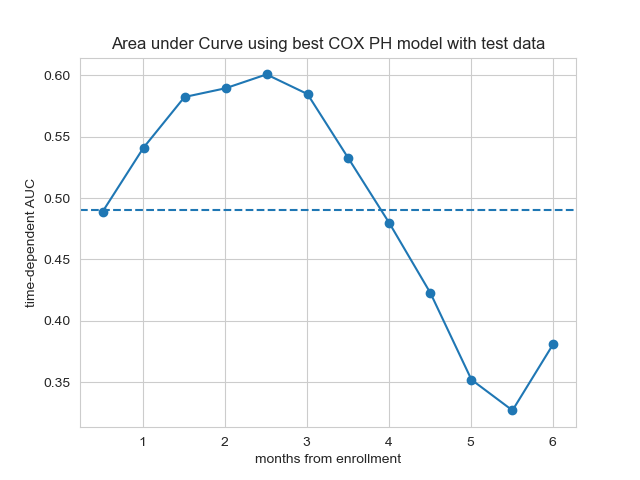 Area under Curve using best COX PH model with test data
time-dependent AUC
0.60
0.55
0.50
0.45
0.40
0.35
1 2 3 4 5 6
months from enrollment